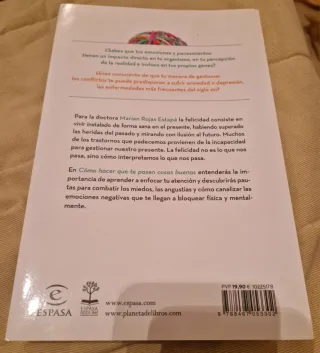 ¿Sabes que tus emociones y pensamientos
tienen un impacto directo en tu organismo, en tu percepción
de la realidad e incluso en tus propios genes?
¿Eres consciente de que tu manera de gestionar
los conflictos te puede predisponer a sufrir ansiedad o depresión,
las enfermedades más frecuentes del siglo XXI?
Para la doctora Marian Rojas Estapé la felicidad consiste en
vivir instalado de forma sana en el presente, habiendo superado
las heridas del pasado y mirando con ilusión al futuro. Muchos
de los trastornos que padecemos provienen de la incapacidad
para gestionar nuestro presente. La felicidad no es lo que nos
pasa, sino cómo interpretamos lo que nos pasa.
En Cómo hacer que te pasen cosas buenas entenderás la im-
portancia de aprender a enfocar tu atención y descubrirás pau-
tas para combatir los miedos, las angustias y cómo canalizar las
emociones negativas que te llegan a bloquear física y mental-
mente.
PVP 19,90 €
ESPASA
www.espasa.com
www.planetadelibros.com
9 788467 053302